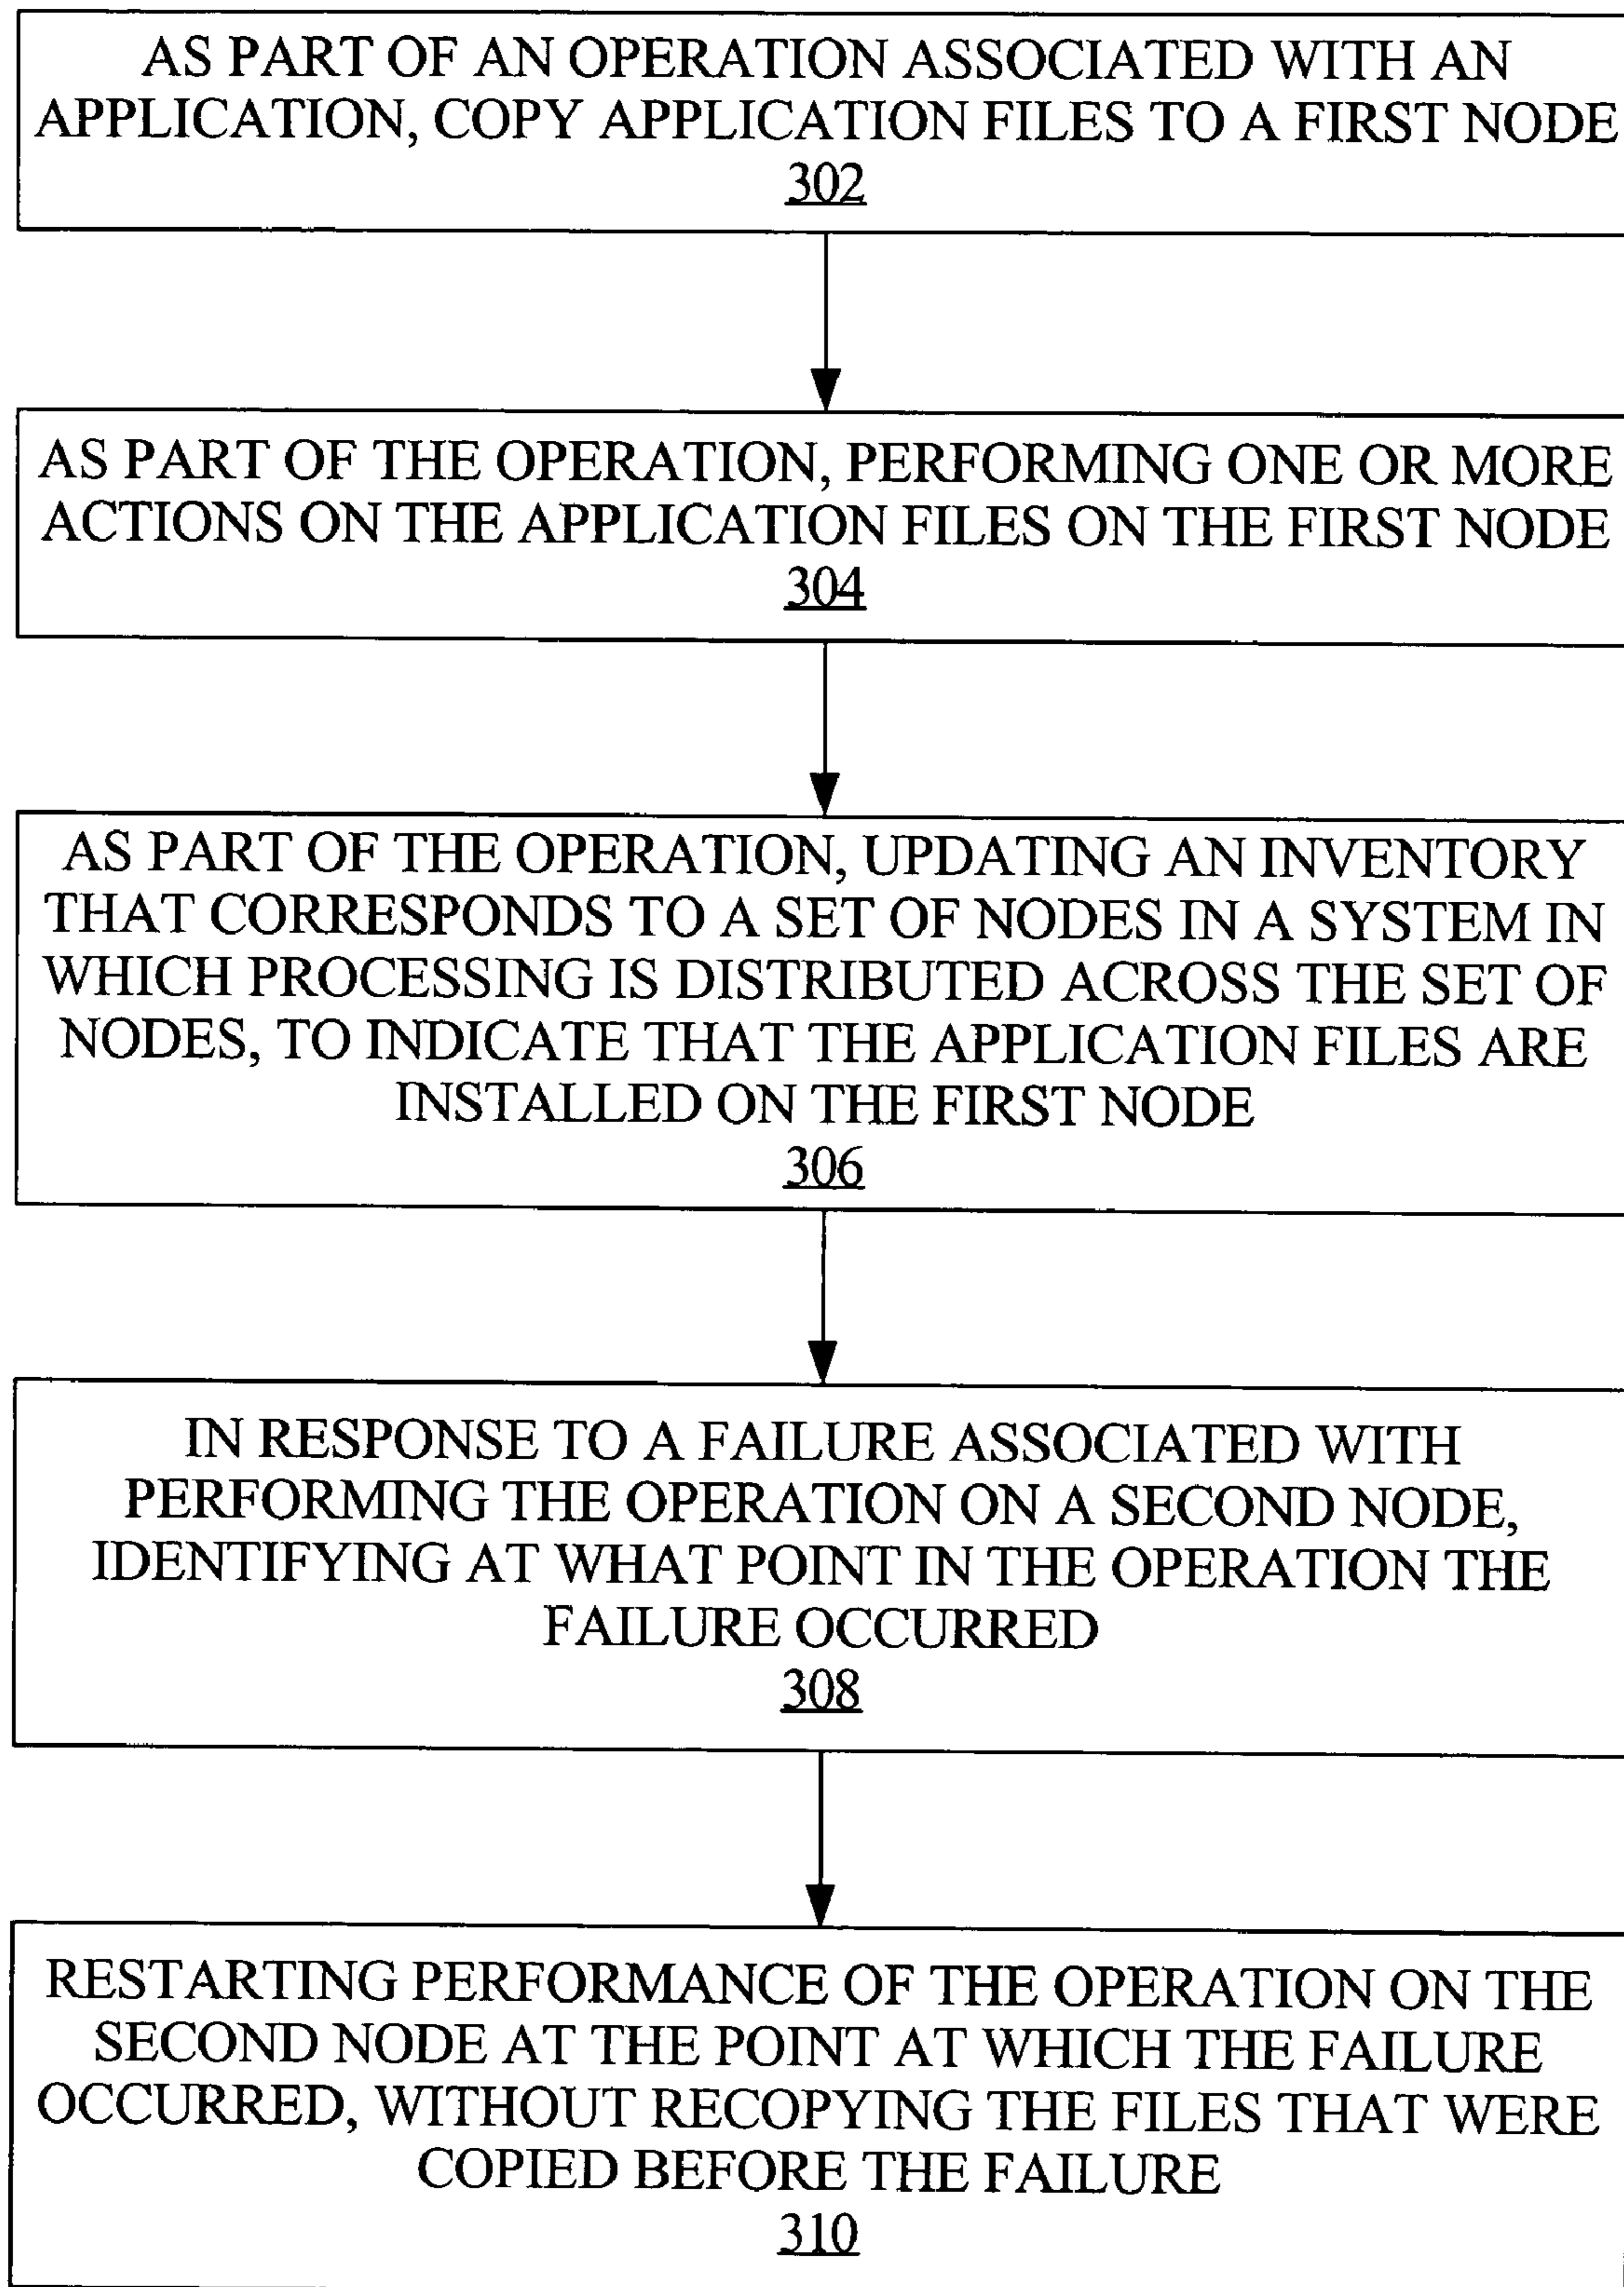 AS PART OF AN OPERATION ASSOCIATED WITH AN
APPLICATION, COPY APPLICATION FILES TO A FIRST NODE
302
AS PART OF THE OPERATION, PERFORMING ONE OR MORE
ACTIONS ON THE APPLICATION FILES ON THE FIRST NODE
304
AS PART OF THE OPERATION, UPDATING AN INVENTORY
THAT CORRESPONDS TO A SET OF NODES IN A SYSTEM IN
WHICH PROCESSING IS DISTRIBUTED ACROSS THE SET OF
NODES, TO INDICATE THAT THE APPLICATION FILES ARE
INSTALLED ON THE FIRST NODE
306
IN RESPONSE TO A FAILURE ASSOCIATED WITH
PERFORMING THE OPERATION ON A SECOND NODE,
IDENTIFYING AT WHAT POINT IN THE OPERATION THE
FAILURE OCCURRED
308
RESTARTING PERFORMANCE OF THE OPERATION ON THE
SECOND NODE AT THE POINT AT WHICH THE FAILURE
OCCURRED, WITHOUT RECOPYING THE FILES THAT WERE
COPIED BEFORE THE FAILURE
310